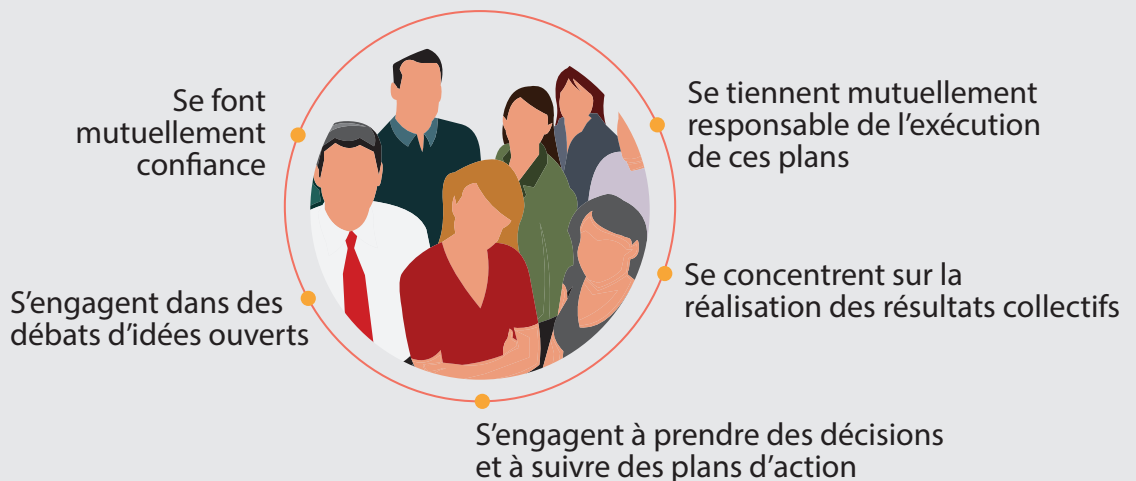 Se font
mutuellement
confiance
S'engagent dans des
débats d'idées ouverts
S'engagent à prendre des décisions
et à suivre des plans d'action
Se tiennent mutuellement
responsable de l'exécution
de ces plans
Se concentrent sur la
réalisation des résultats collectifs